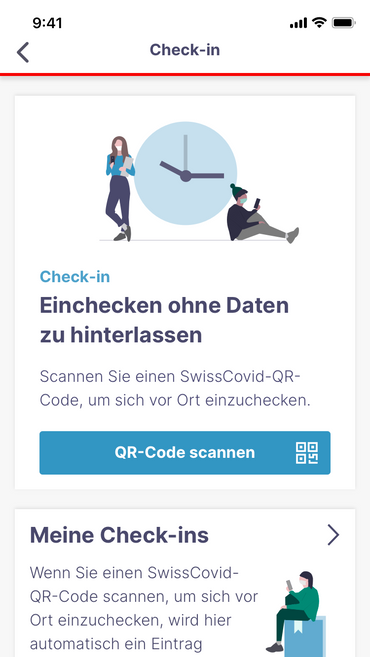 9:41
Check-in
Check-in
Einchecken ohne Daten
zu hinterlassen
Scannen Sie einen SwissCovid-QR-
Code, um sich vor Ort einzuchecken.
QR-Code scannen
Meine Check-ins
Wenn Sie einen SwissCovid-
QR-Code scannen, um sich vor
Ort einzuchecken, wird hier
automatisch ein Eintrag